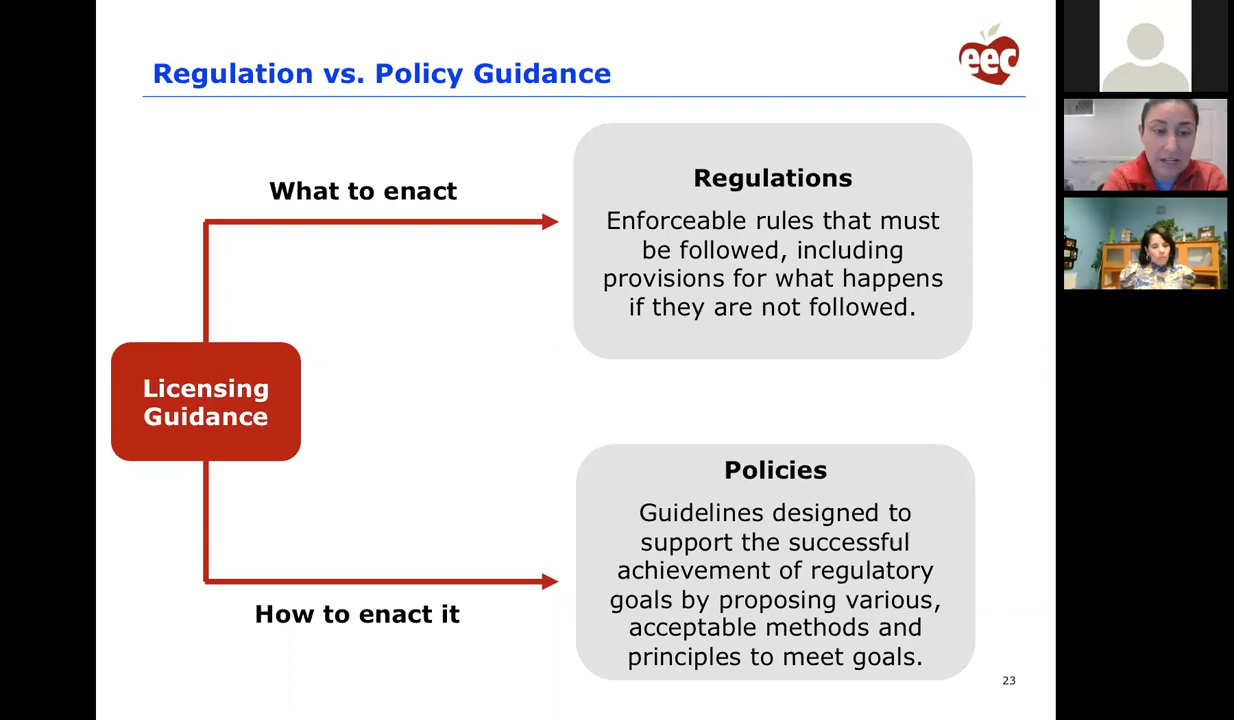 Regulation vs. Policy Guidance
eec
What to enact
Regulations
Enforceable rules that must
be followed, including
provisions for what happens
if they are not followed.
Licensing
Guidance
Policies
Guidelines designed to
support the successful
achievement of regulatory
goals by proposing various,
acceptable methods and
principles to meet goals.
How to enact it
23